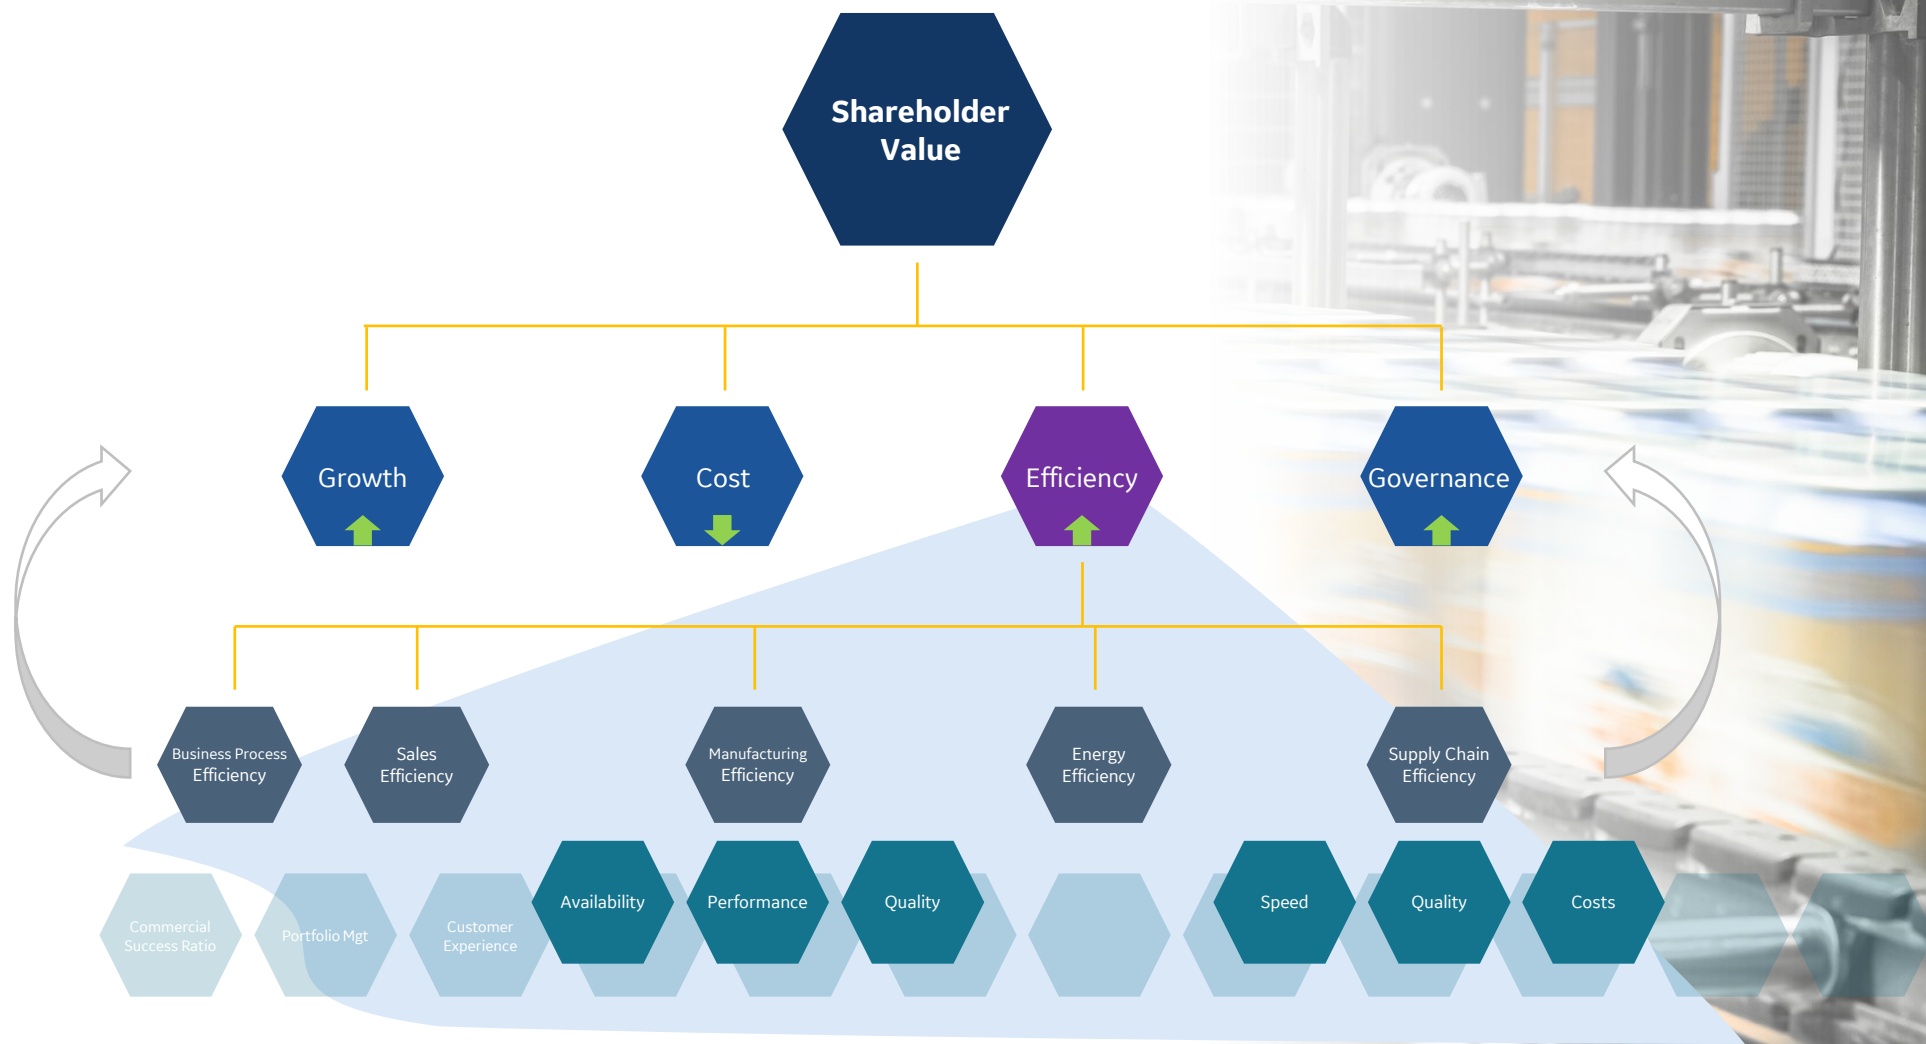 Shareholder
Value
Growth
Cost
Efficiency
Governance
Business Process
Efficiency
Sales
Efficiency
Manufacturing
Efficiency
Energy
Efficiency
Supply Chain
Efficiency
Availability
Performance
Quality
Speed
Quality
Costs
Commercial
Success Ratio
Portfolio Mgt
Customer
Experience